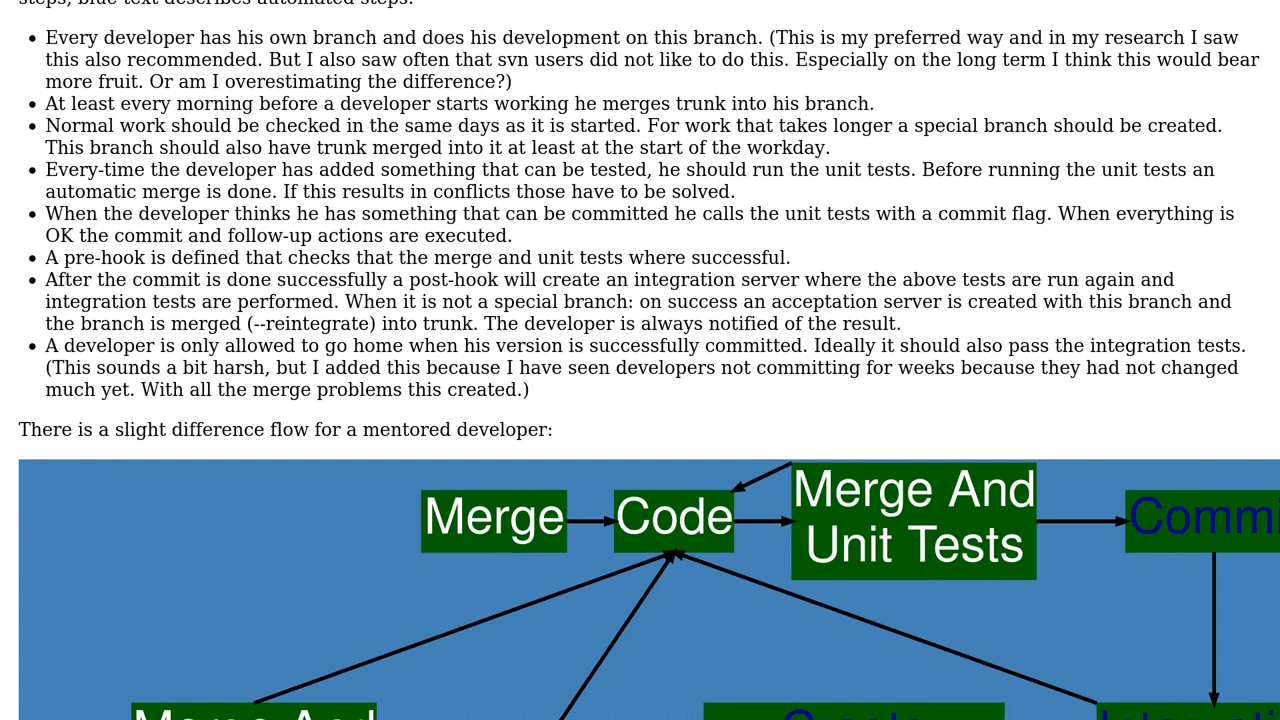 steps, blue text describes automated steps.
• Every developer has his own branch and does his development on this branch. (This is my preferred way and in my research I saw
this also recommended. But I also saw often that svn users did not like to do this. Especially on the long term I think this would bear
more fruit. Or am I overestimating the difference?)
• At least every morning before a developer starts working he merges trunk into his branch.
• Normal work should be checked in the same days as it is started. For work that takes longer a special branch should be created.
This branch should also have trunk merged into it at least at the start of the workday.
• Every-time the developer has added something that can be tested, he should run the unit tests. Before running the unit tests an
automatic merge is done. If this results in conflicts those have to be solved.
• When the developer thinks he has something that can be committed he calls the unit tests with a commit flag. When everything is
OK the commit and follow-up actions are executed.
• A pre-hook is defined that checks that the merge and unit tests where successful.
• After the commit is done successfully a post-hook will create an integration server where the above tests are run again and
integration tests are performed. When it is not a special branch: on success an acceptation server is created with this branch and
the branch is merged (--reintegrate) into trunk. The developer is always notified of the result.
• A developer is only allowed to go home when his version is successfully committed. Ideally it should also pass the integration tests.
(This sounds a bit harsh, but I added this because I have seen developers not committing for weeks because they had not changed
much yet. With all the merge problems this created.)
There is a slight difference flow for a mentored developer:
Merge
Code
Merge And
Unit Tests
Comm
Merge And
Create